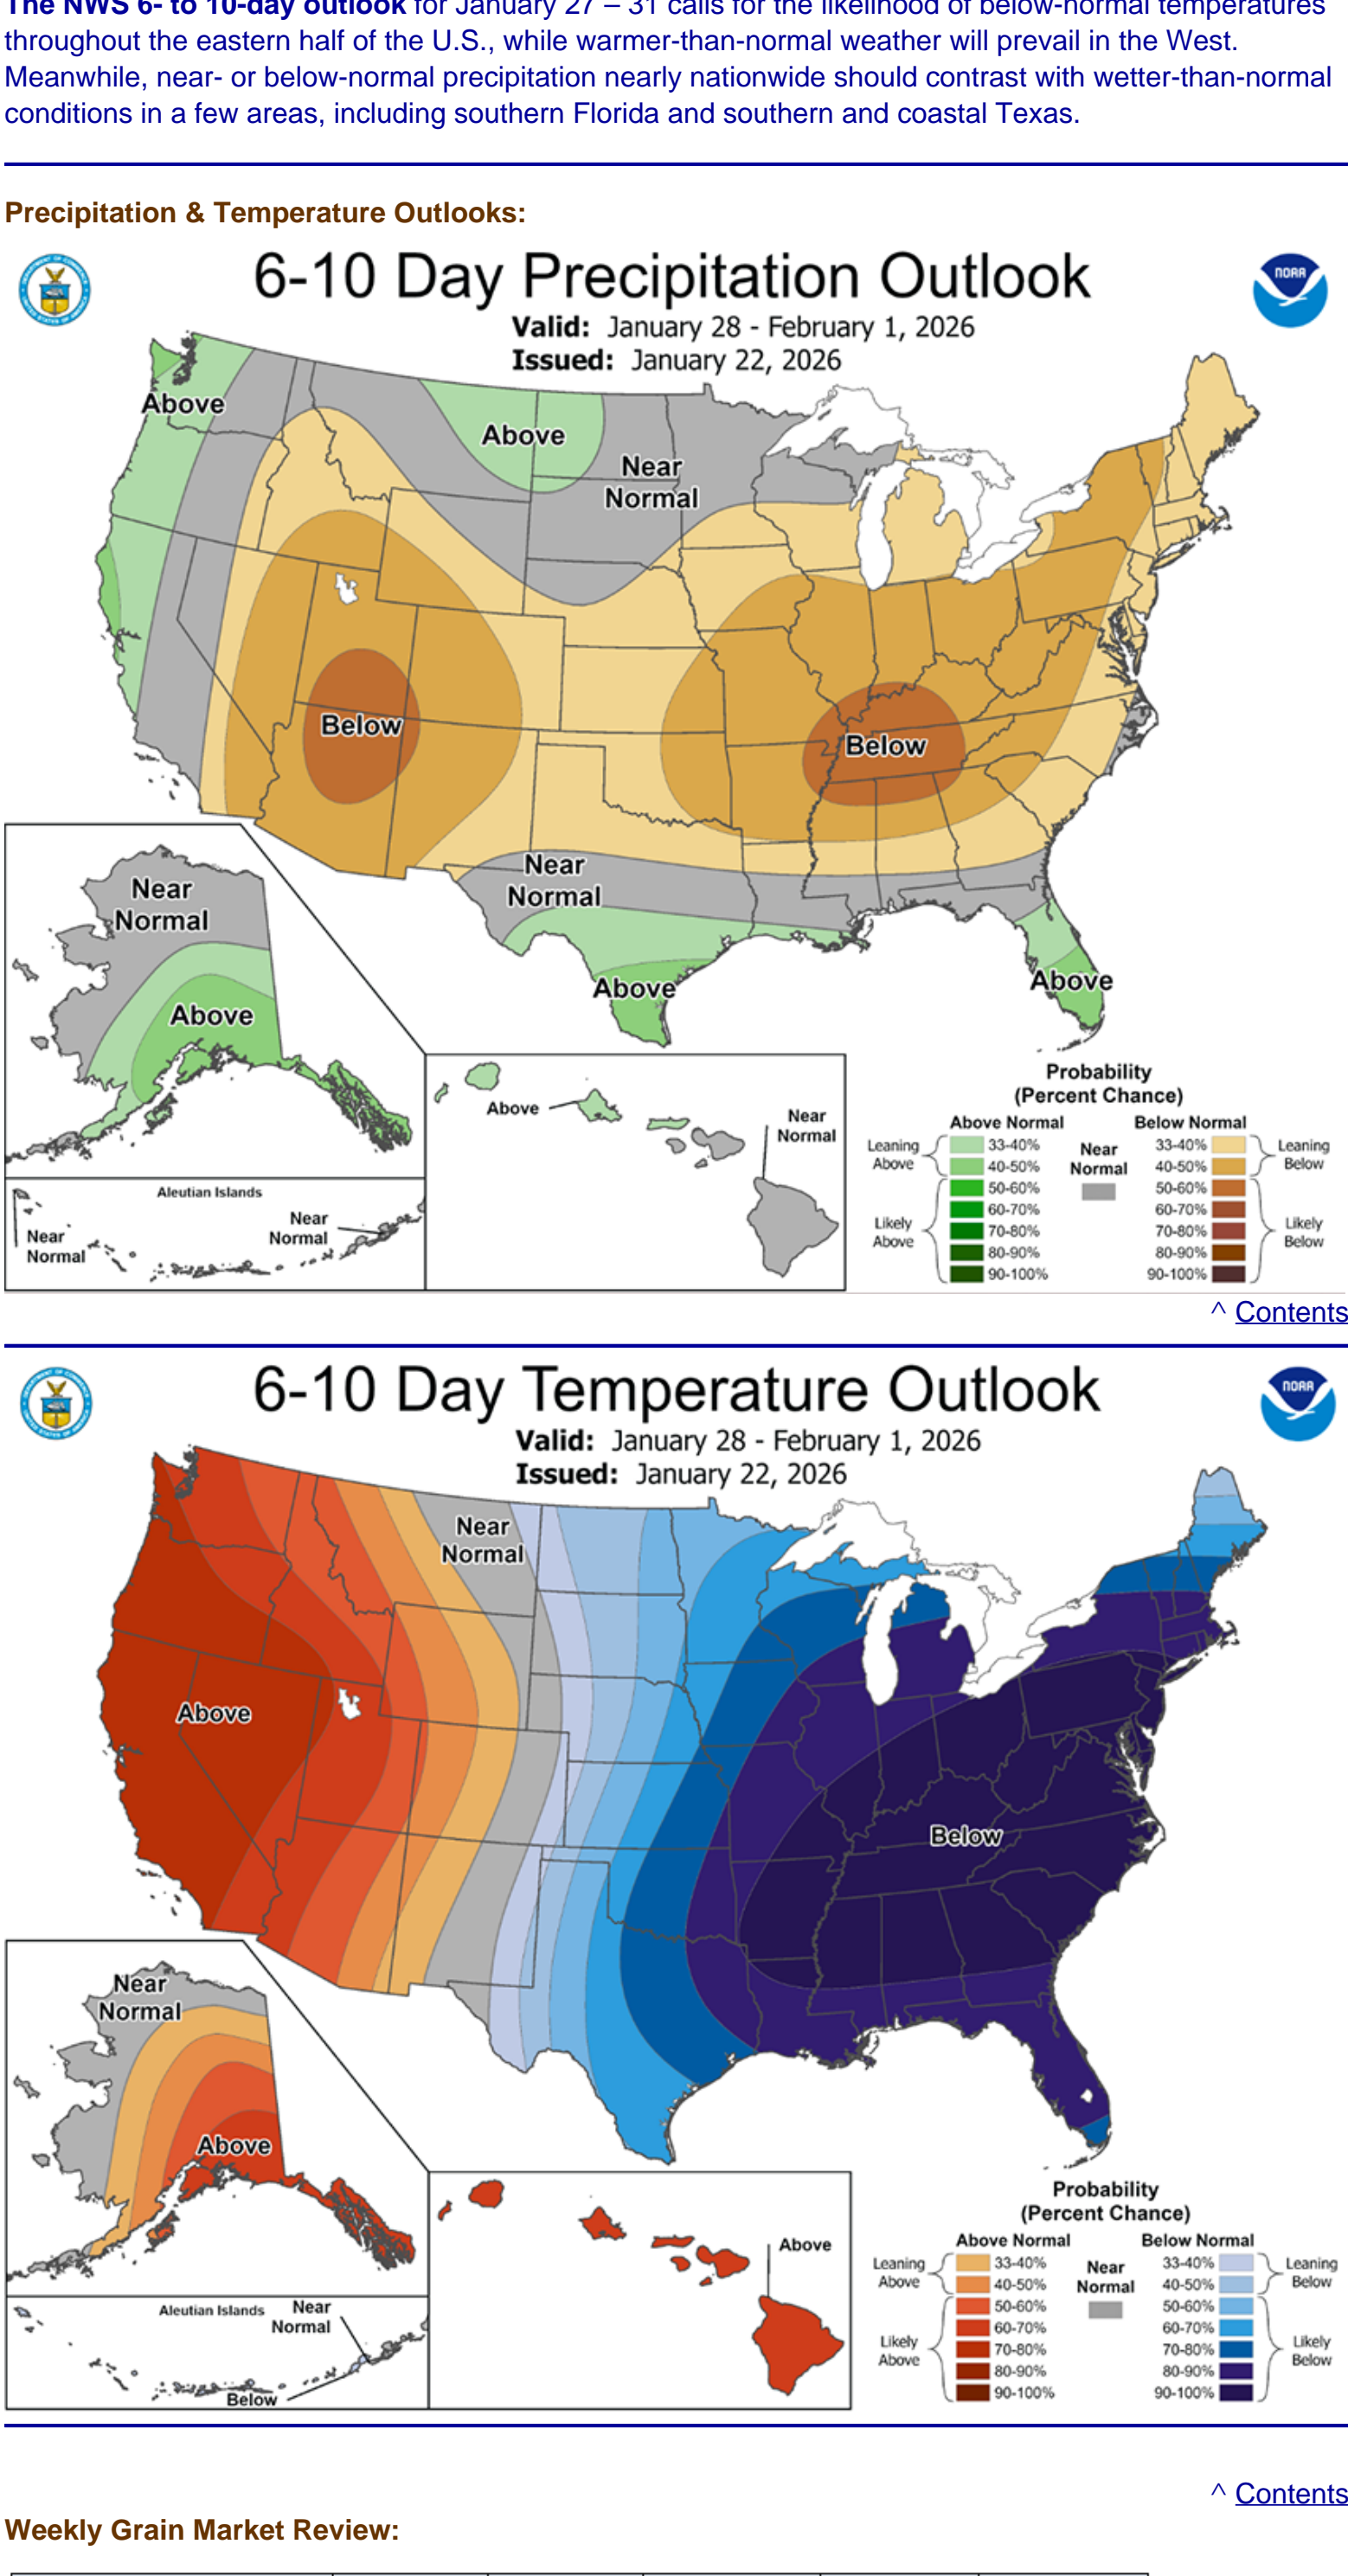 The NWS 6- to 10-day outlook for January 27 – 31 calls for the likelihood of below-normal temperatures
throughout the eastern half of the U.S., while warmer-than-normal weather will prevail in the West.
Meanwhile, near- or below-normal precipitation nearly nationwide should contrast with wetter-than-normal
conditions in a few areas, including southern Florida and southern and coastal Texas.
Precipitation & Temperature Outlooks:
6-10 Day Precipitation Outlook
NOAA
Valid: January 28 - February 1, 2026
Issued: January 22, 2026
Above
Above
Near
Normal
Below
Below
Near
Normal
Above
Above
Near
Normal
Above
Above
Near
Normal
Aleutian Islands
Near
Normal
Near
Normal
Probability
(Percent Chance)
Above Normal
Below Normal
Leaning
Above
33-40%
40-50%
50-60%
60-70%
70-80%
80-90%
90-100%
Likely
Above
Near
Normal
33-40%
40-50%
50-60%
60-70%
70-80%
80-90%
90-100%
Leaning
Below
Likely
Below
^ Contents
6-10 Day Temperature Outlook
NOAA
Valid: January 28 - February 1, 2026
Issued: January 22, 2026
Near
Normal
Above
Below
Near
Normal
Above
Above
Aleutian Islands
Near
Normal
Below
Probability
(Percent Chance)
Above Normal
Below Normal
Leaning
Above
33-40%
40-50%
50-60%
60-70%
70-80%
80-90%
90-100%
Likely
Above
Near
Normal
33-40%
40-50%
50-60%
60-70%
70-80%
80-90%
90-100%
Leaning
Below
Likely
Below
^ Contents
Weekly Grain Market Review: